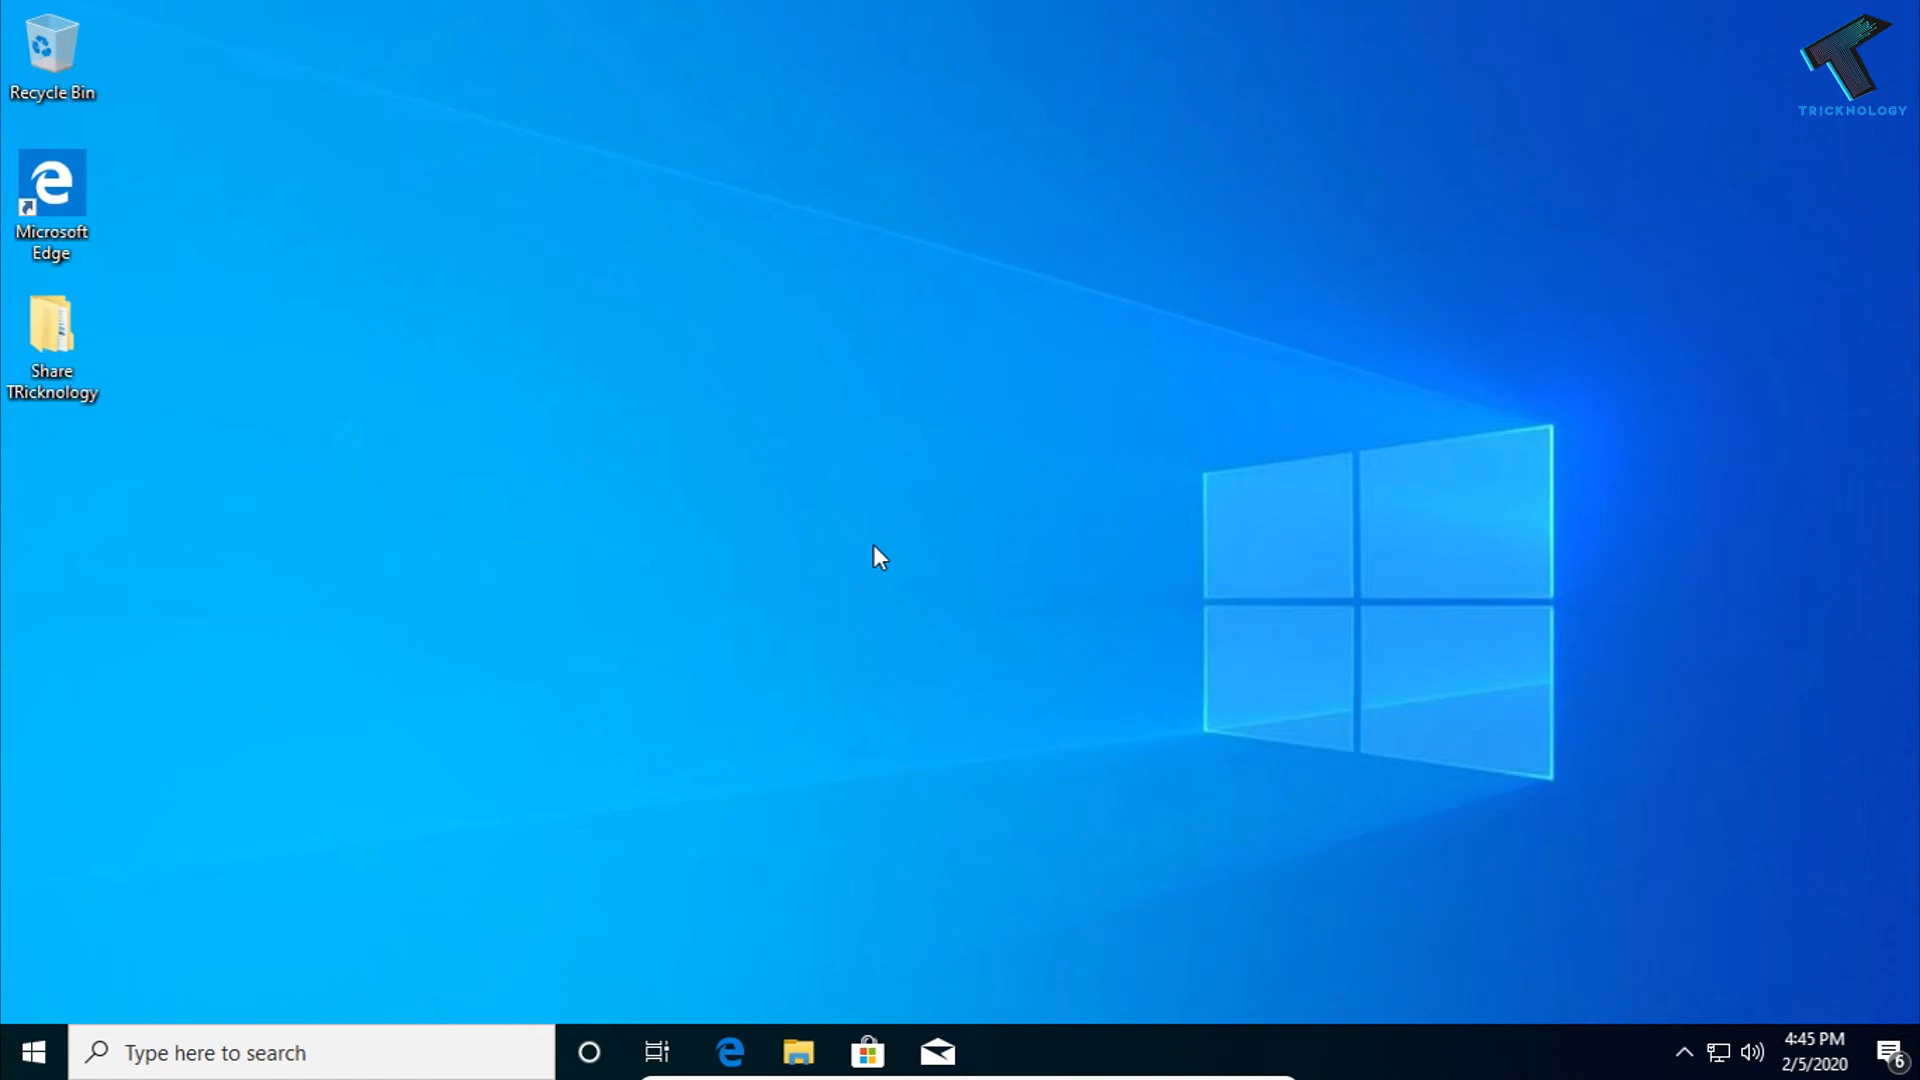 Recycle Bin
TRICKNOLOGY
Microsoft
Edge
Share
TRicknology
Type here to search
4:45 PM
2/5/2020
6